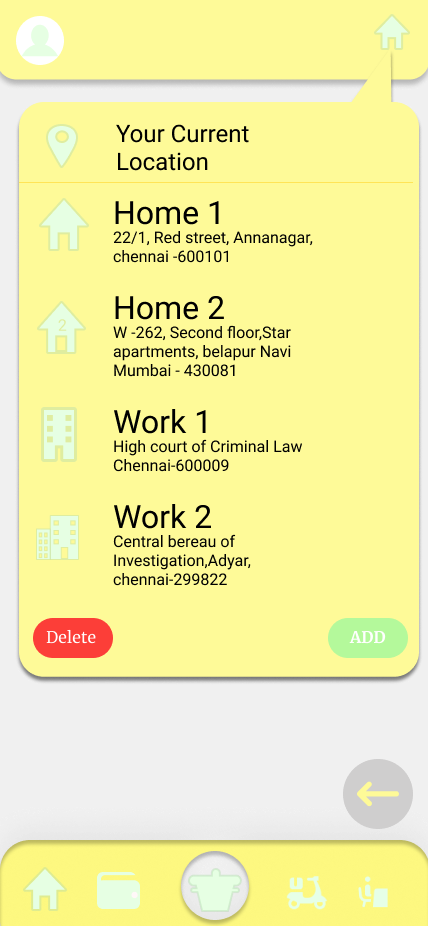 Your Current
Location
Home 1
22/1, Red street, Annanagar,
chennai -600101
Home 2
2
W -262, Second floor,Star
apartments, belapur Navi
Mumbai - 430081
Work 1
High court of Criminal Law
Chennai-600009
Work 2
Central bereau of
Investigation,Adyar,
chennai-299822
Delete
ADD